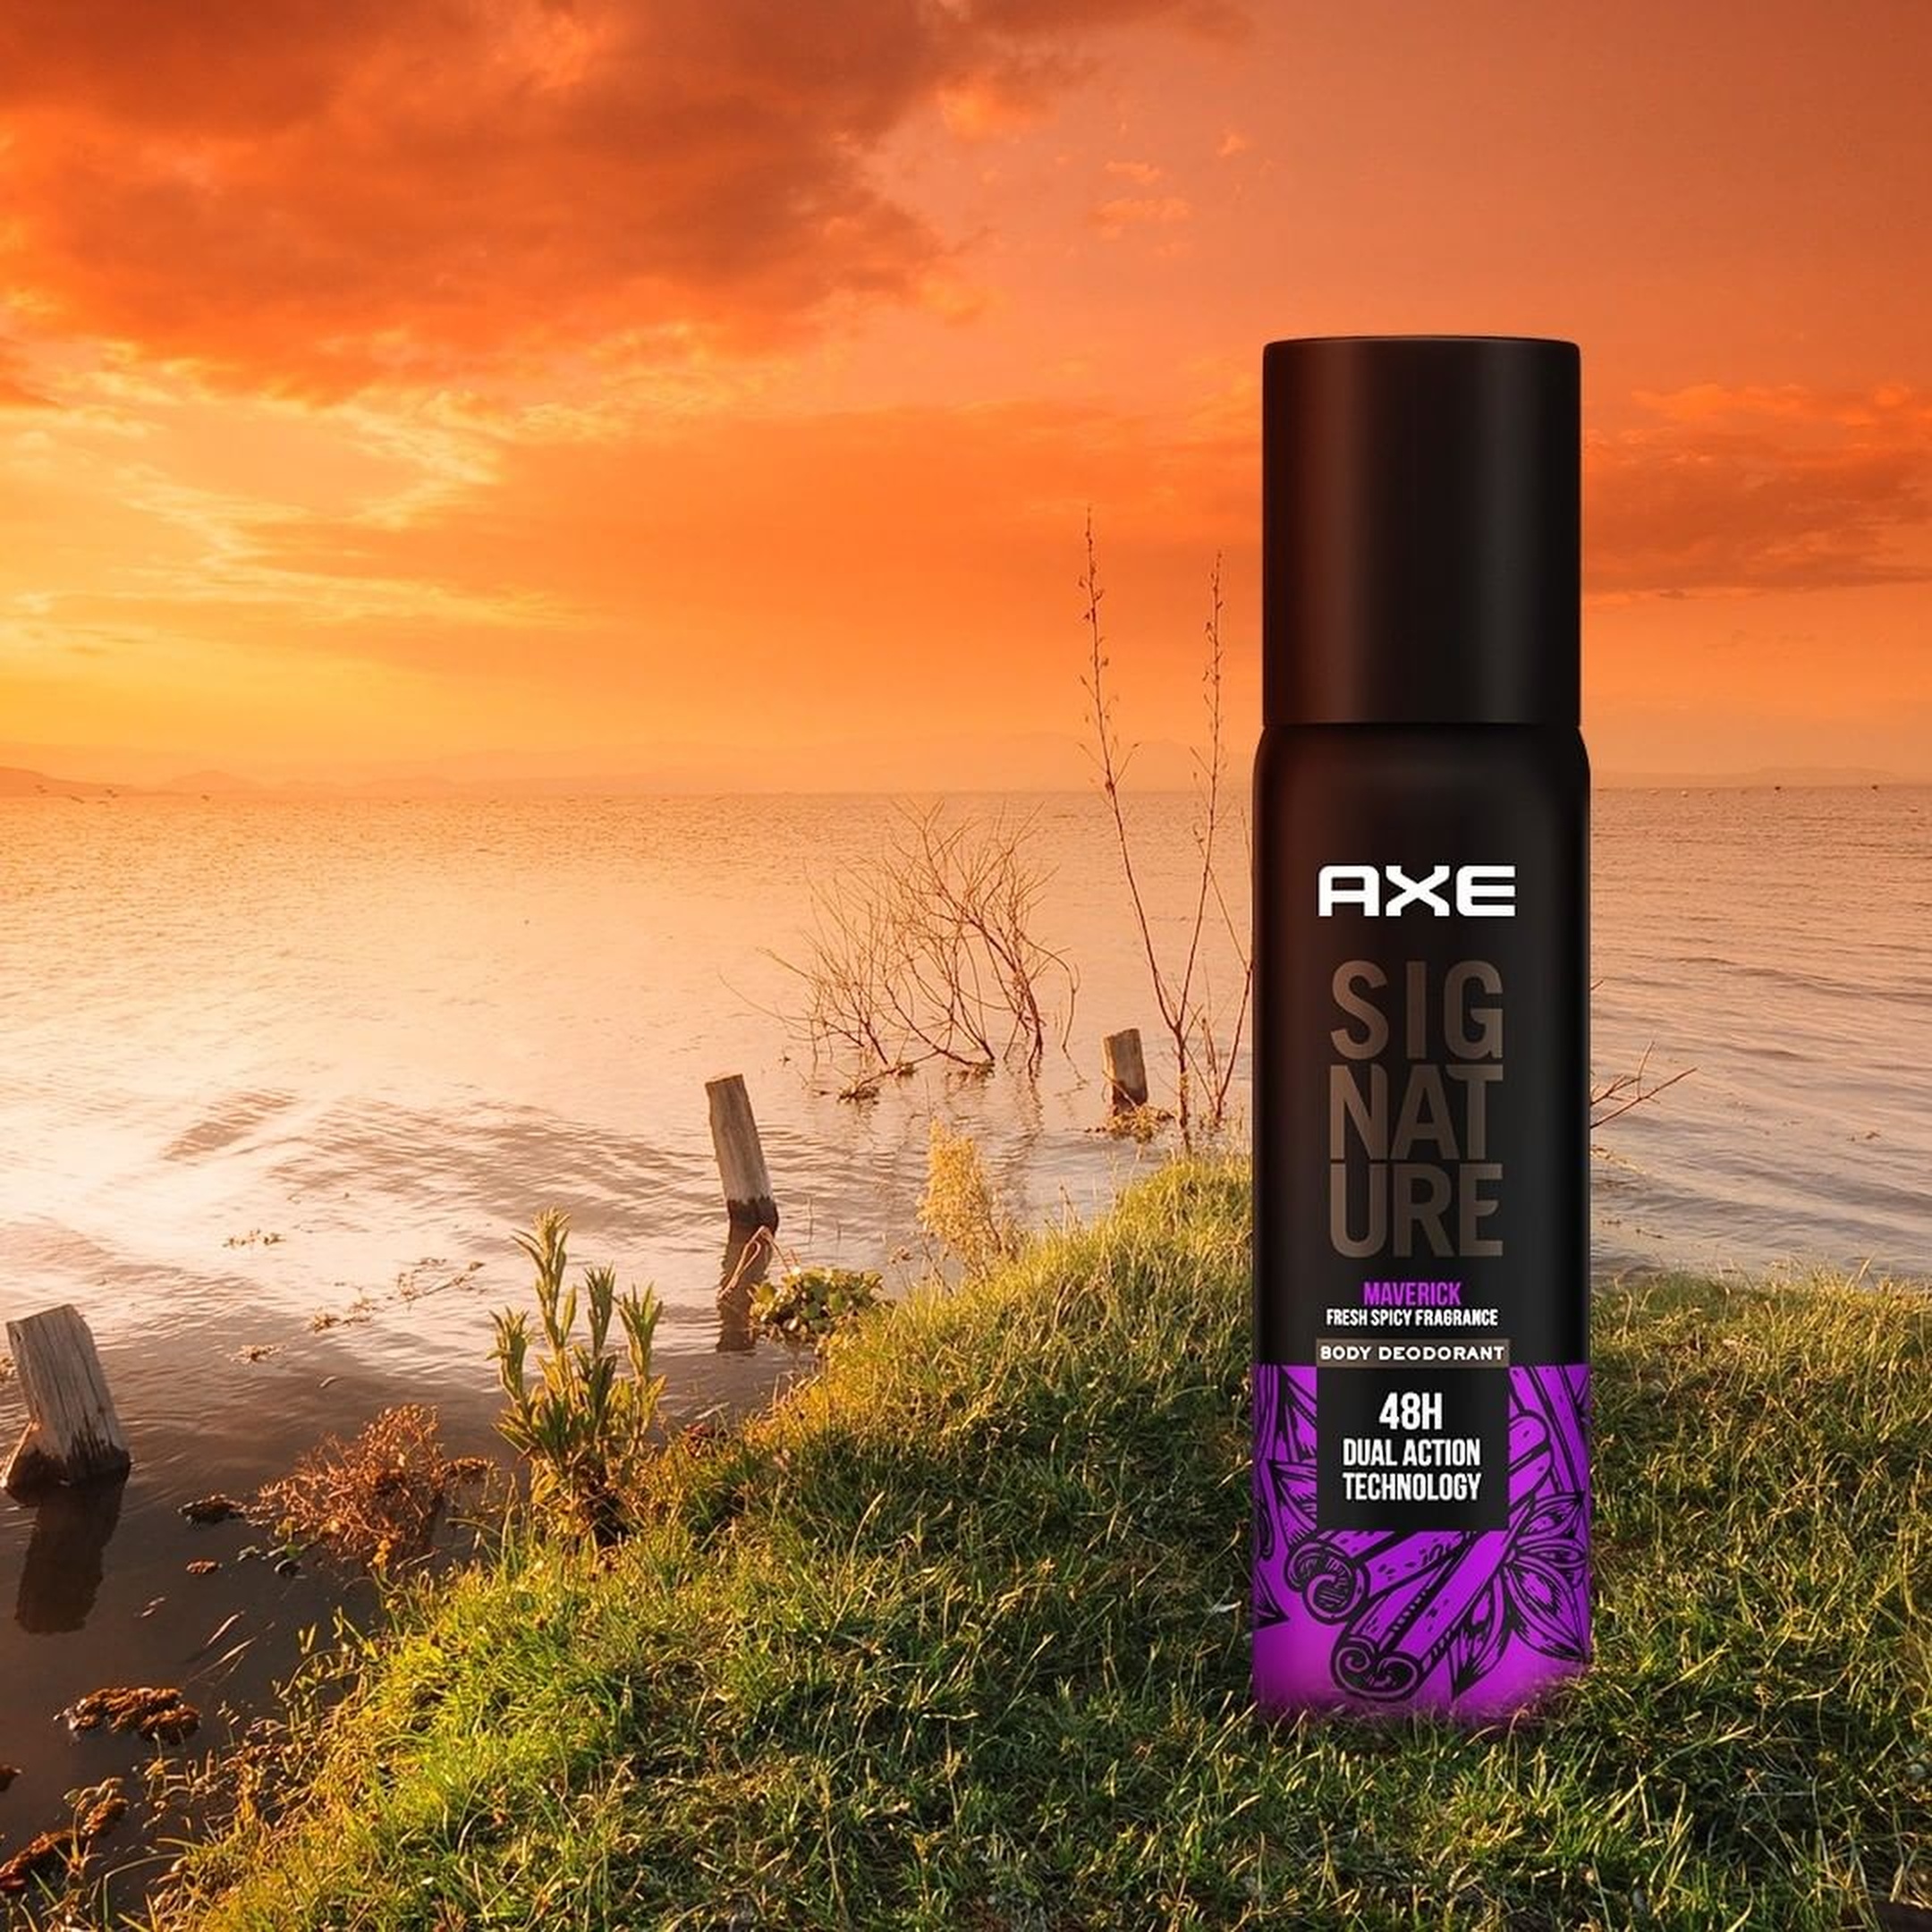 AXE
SIG
NAT
URE
MAVERICK
FRESH SPICY FRAGRANCE
BODY DEODORANT
48H
DUAL ACTION
TECHNOLOGY